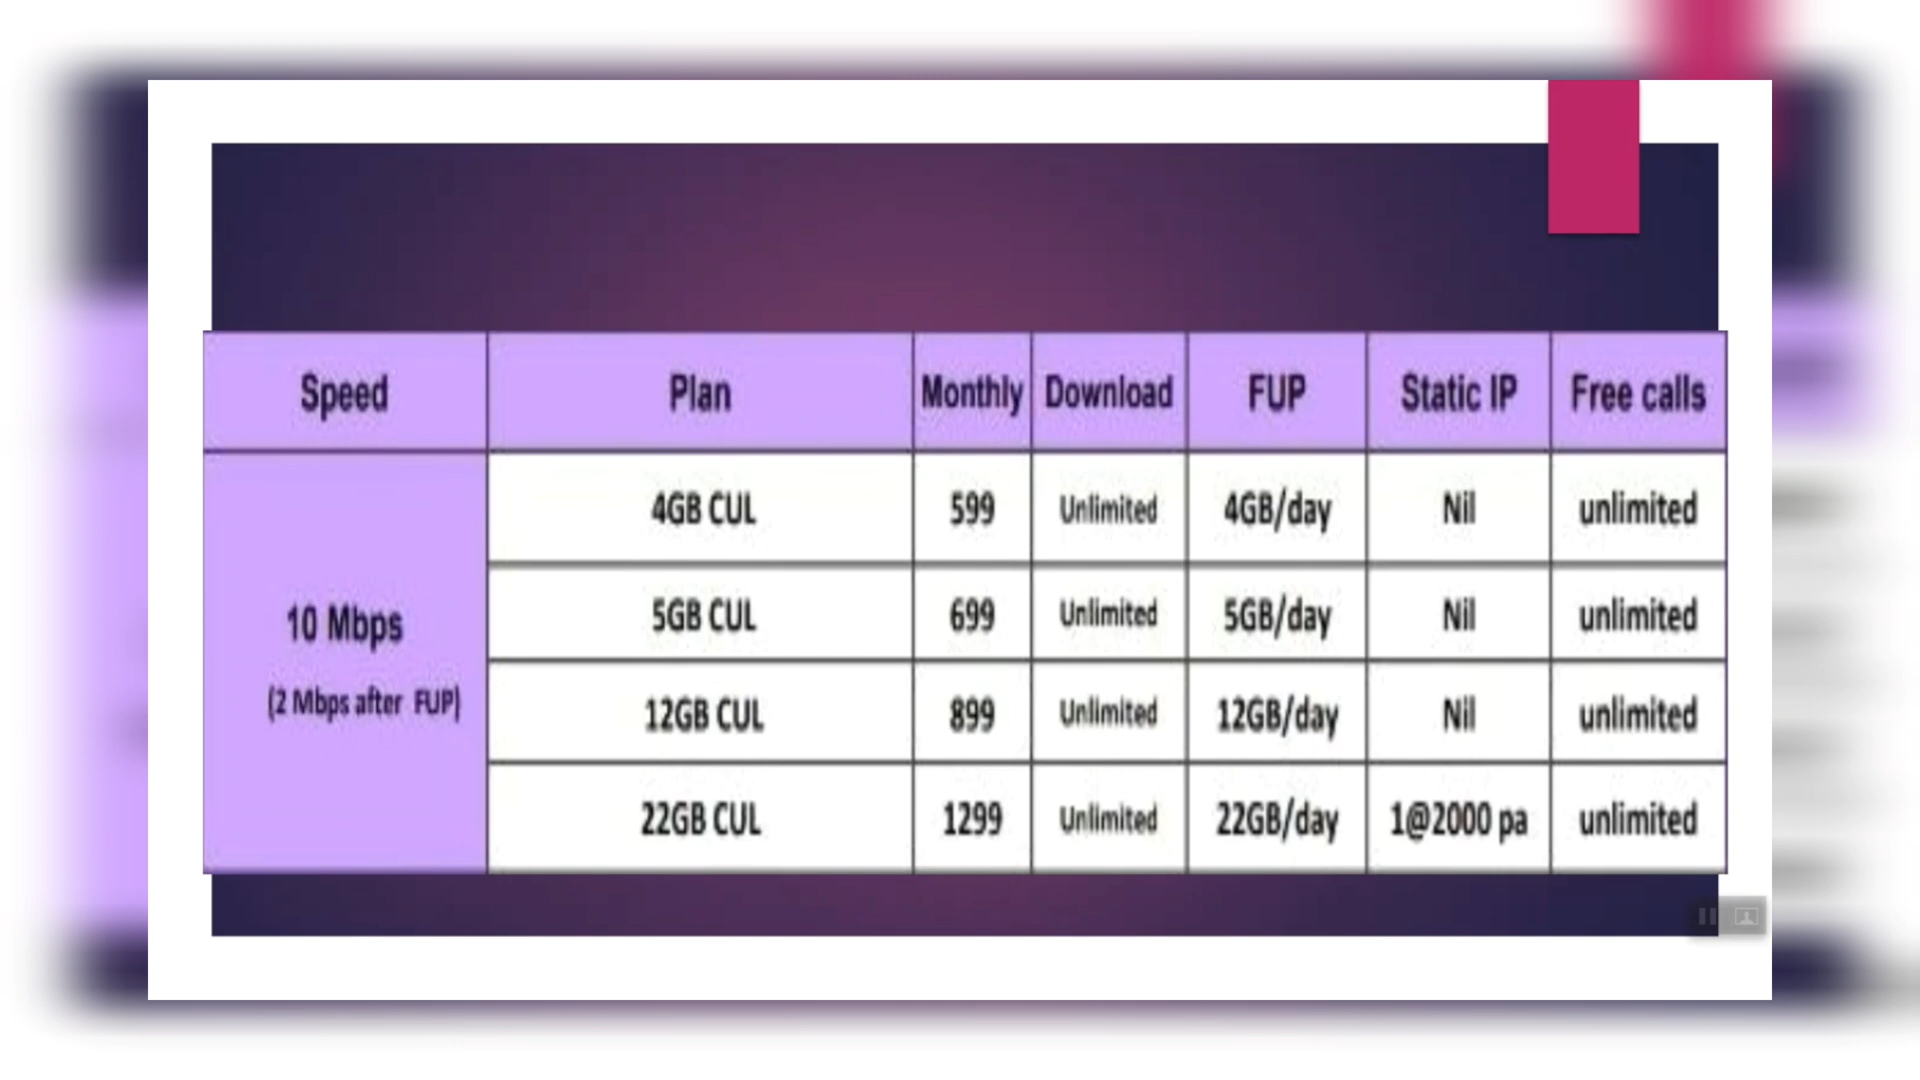 Speed Plan Monthly Download FUP Static IP Free calls
10 Mbps
(2 Mbps after FUP)
4GB CUL 599 Unlimited 4GB/day Nil unlimited
5GB CUL 699 Unlimited 5GB/day Nil unlimited
12GB CUL 899 Unlimited 12GB/day Nil unlimited
22GB CUL 1299 Unlimited 22GB/day 1@2000 pa unlimited